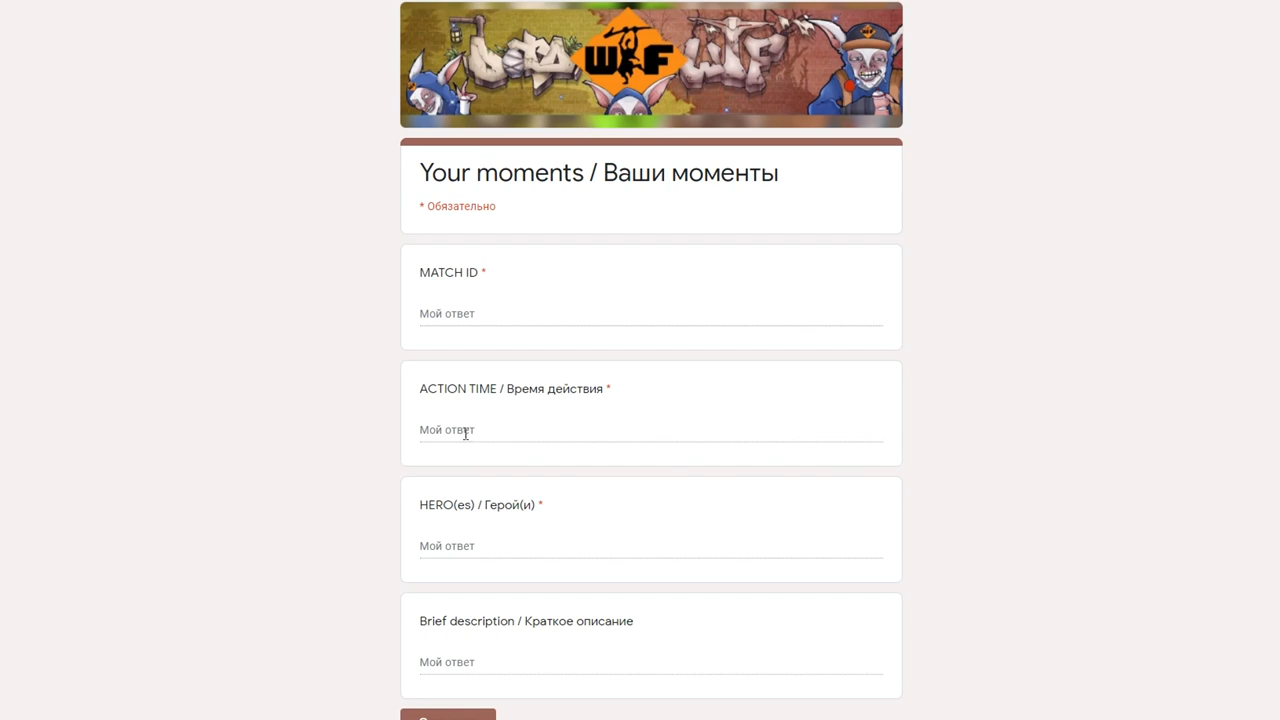 WTF
Your moments / Ваши моменты
* Обязательно
MATCH ID *
Мой ответ
ACTION TIME / Время действия *
Мой ответ
HERO(es) / Герой(и) *
Мой ответ
Brief description / Краткое описание
Мой ответ